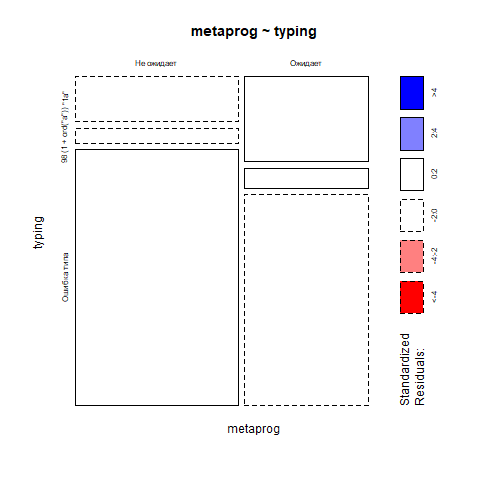 metaprog ~ typing
Не ожидает
Ожидает
"1a"
98 (1 + ord("a"))
Ошибка типа
typing
metaprog
Standardized
Residuals:
<-4
-4:-2
-2:0
0:2
2:4
>4